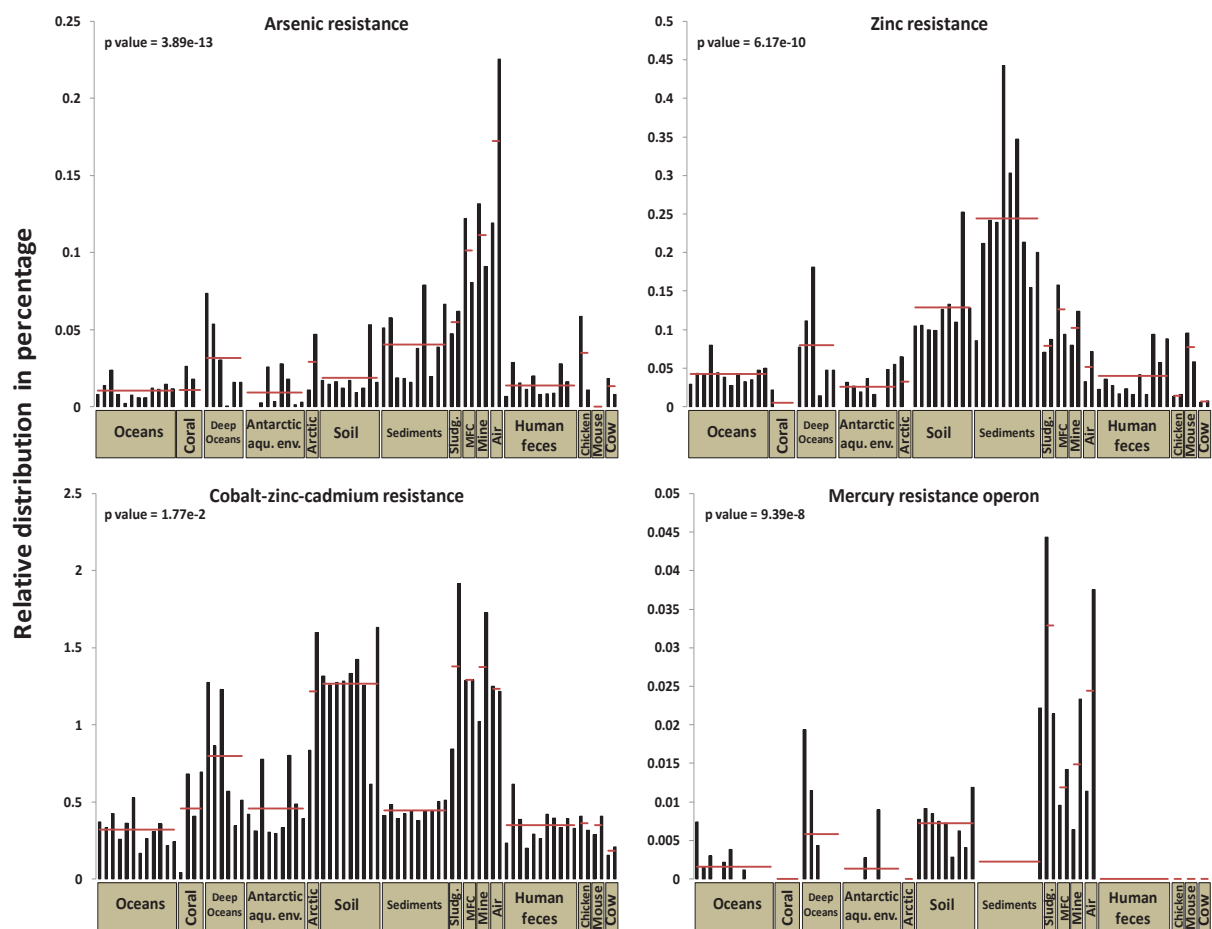 Relative distribution in percentage
Arsenic resistance
p value = 3.89e-13
0.25
0.2
0.15
0.1
0.05
0
Oceans
Coral
Deep
Oceans
Antarctic
aqu. env.
Arctic
Soil
Sediments
Sludg.
MFC
Mine
Air
Human
feces
Chicken
Mouse
Cow
Zinc resistance
p value = 6.17e-10
0.5
0.45
0.4
0.35
0.3
0.25
0.2
0.15
0.1
0.05
0
Oceans
Coral
Deep
Oceans
Antarctic
aqu. env.
Arctic
Soil
Sediments
Sludg.
MFC
Mine
Air
Human
feces
Chicken
Mouse
Cow
Cobalt-zinc-cadmium resistance
p value = 1.77e-2
2.5
2
1.5
1
0.5
0
Oceans
Coral
Deep
Oceans
Antarctic
aqu. env.
Arctic
Soil
Sediments
Sludg.
MFC
Mine
Air
Human
feces
Chicken
Mouse
Cow
Mercury resistance operon
p value = 9.39e-8
0.05
0.045
0.04
0.035
0.03
0.025
0.02
0.015
0.01
0.005
0
Oceans
Coral
Deep
Oceans
Antarctic
aqu. env.
Arctic
Soil
Sediments
Sludg.
MFC
Mine
Air
Human
feces
Chicken
Mouse
Cow